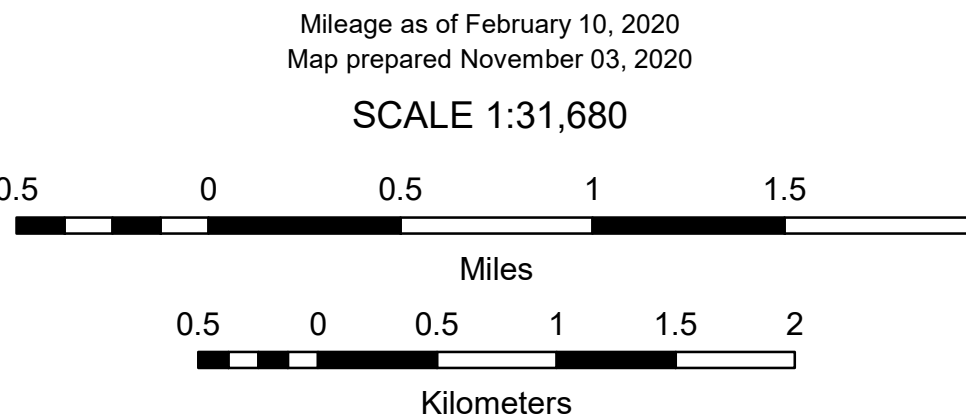 Mileage as of February 10, 2020
Map prepared November 03, 2020
SCALE 1:31,680
0.5 0 0.5 1 1.5
Miles
0.5 0 0.5 1 1.5 2
Kilometers